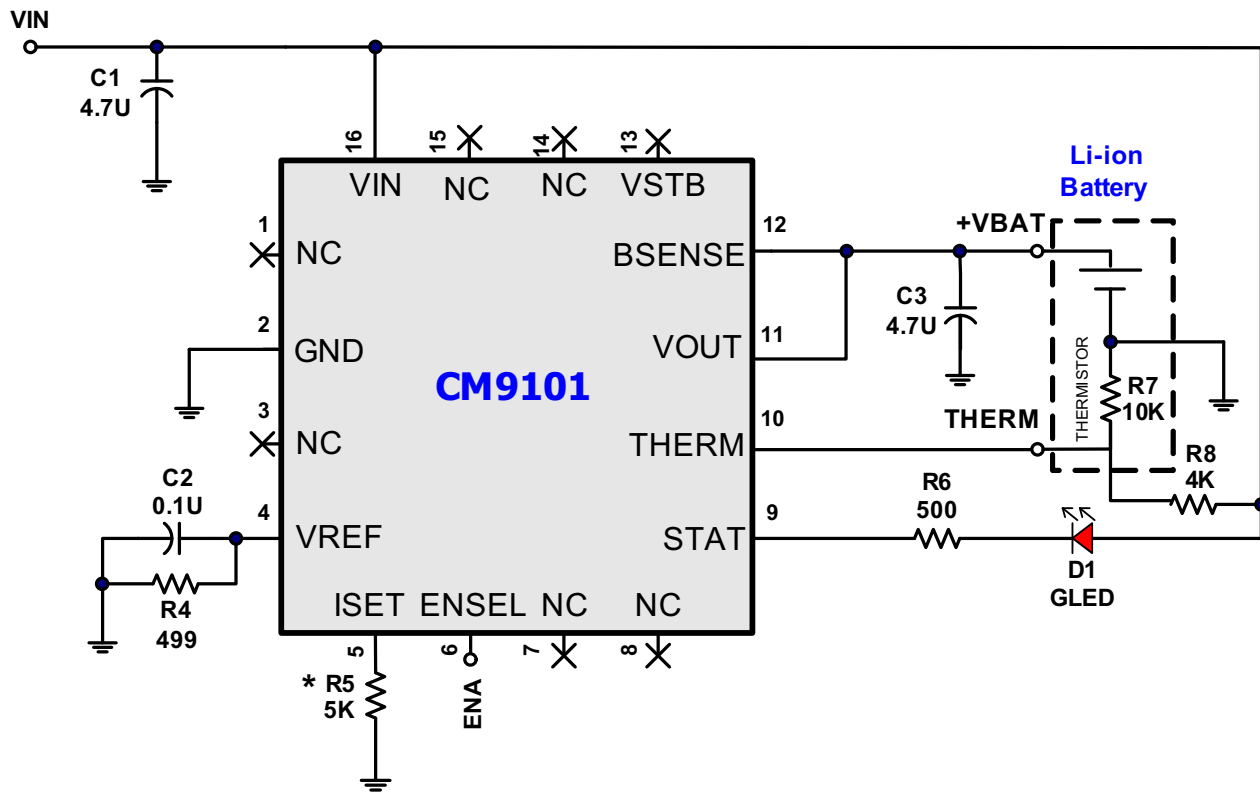 VIN
C1
4.7U
16
15
14
13
VIN
NC
NC
VSTB
Li-ion
Battery
1
NC
12
BSENSE
+VBAT
2
GND
11
VOUT
C3
4.7U
CM9101
THERMISTOR
R7
10K
3
NC
10
THERM
THERM
R8
4K
C2
0.1U
4
VREF
9
STAT
R6
500
D1
GLED
R4
499
ISET
ENSEL
NC
NC
5
6
7
8
* R5
5K
ENA